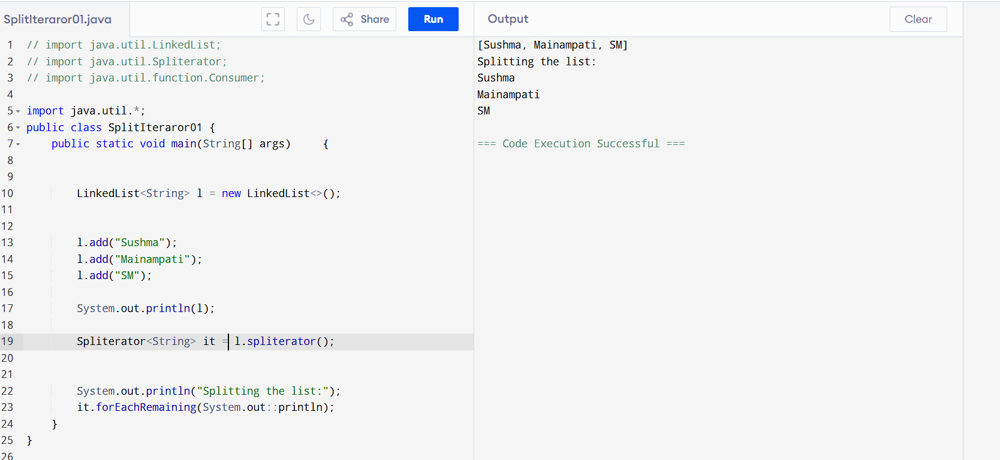 SplitIteraror01.java
Share
Run
Output
Clear
1 // import java.util.LinkedList;
2 // import java.util.Spliterator;
3 // import java.util.function.Consumer;
4
5 import java.util.*;
6 public class SplitIteraror01 {
7     public static void main(String[] args)     {
8
9
10         LinkedList<String> l = new LinkedList<>();
11
12
13         l.add("Sushma");
14         l.add("Mainampati");
15         l.add("SM");
16
17         System.out.println(l);
18
19         Spliterator<String> it = l.spliterator();
20
21
22         System.out.println("Splitting the list:");
23         it.forEachRemaining(System.out::println);
24     }
25 }
26
[Sushma, Mainampati, SM]
Splitting the list:
Sushma
Mainampati
SM
=== Code Execution Successful ===